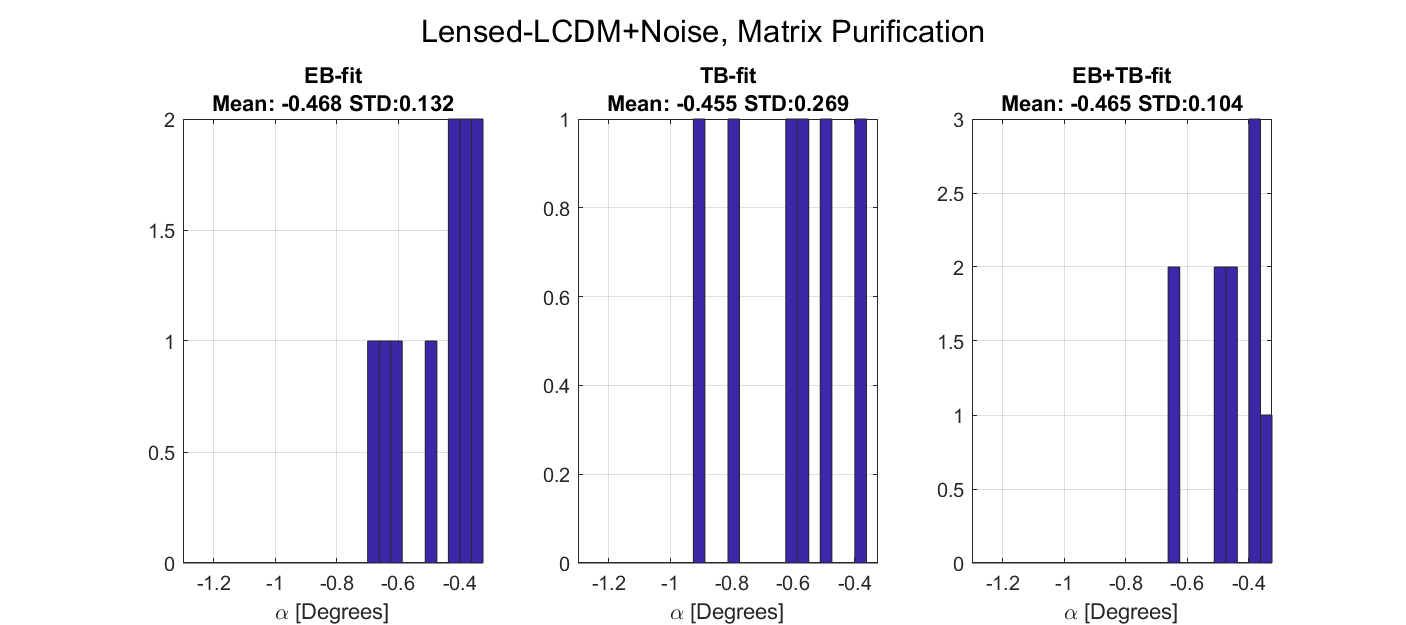 Lensed-LCDM+Noise, Matrix Purification
EB-fit
Mean: -0.468 STD:0.132
2
1.5
1
0.5
0
-1.2 -1 -0.8 -0.6 -0.4
α [Degrees]
TB-fit
Mean: -0.455 STD:0.269
1
0.8
0.6
0.4
0.2
0
-1.2 -1 -0.8 -0.6 -0.4
α [Degrees]
EB+TB-fit
Mean: -0.465 STD:0.104
3
2.5
2
1.5
1
0.5
0
-1.2 -1 -0.8 -0.6 -0.4
α [Degrees]